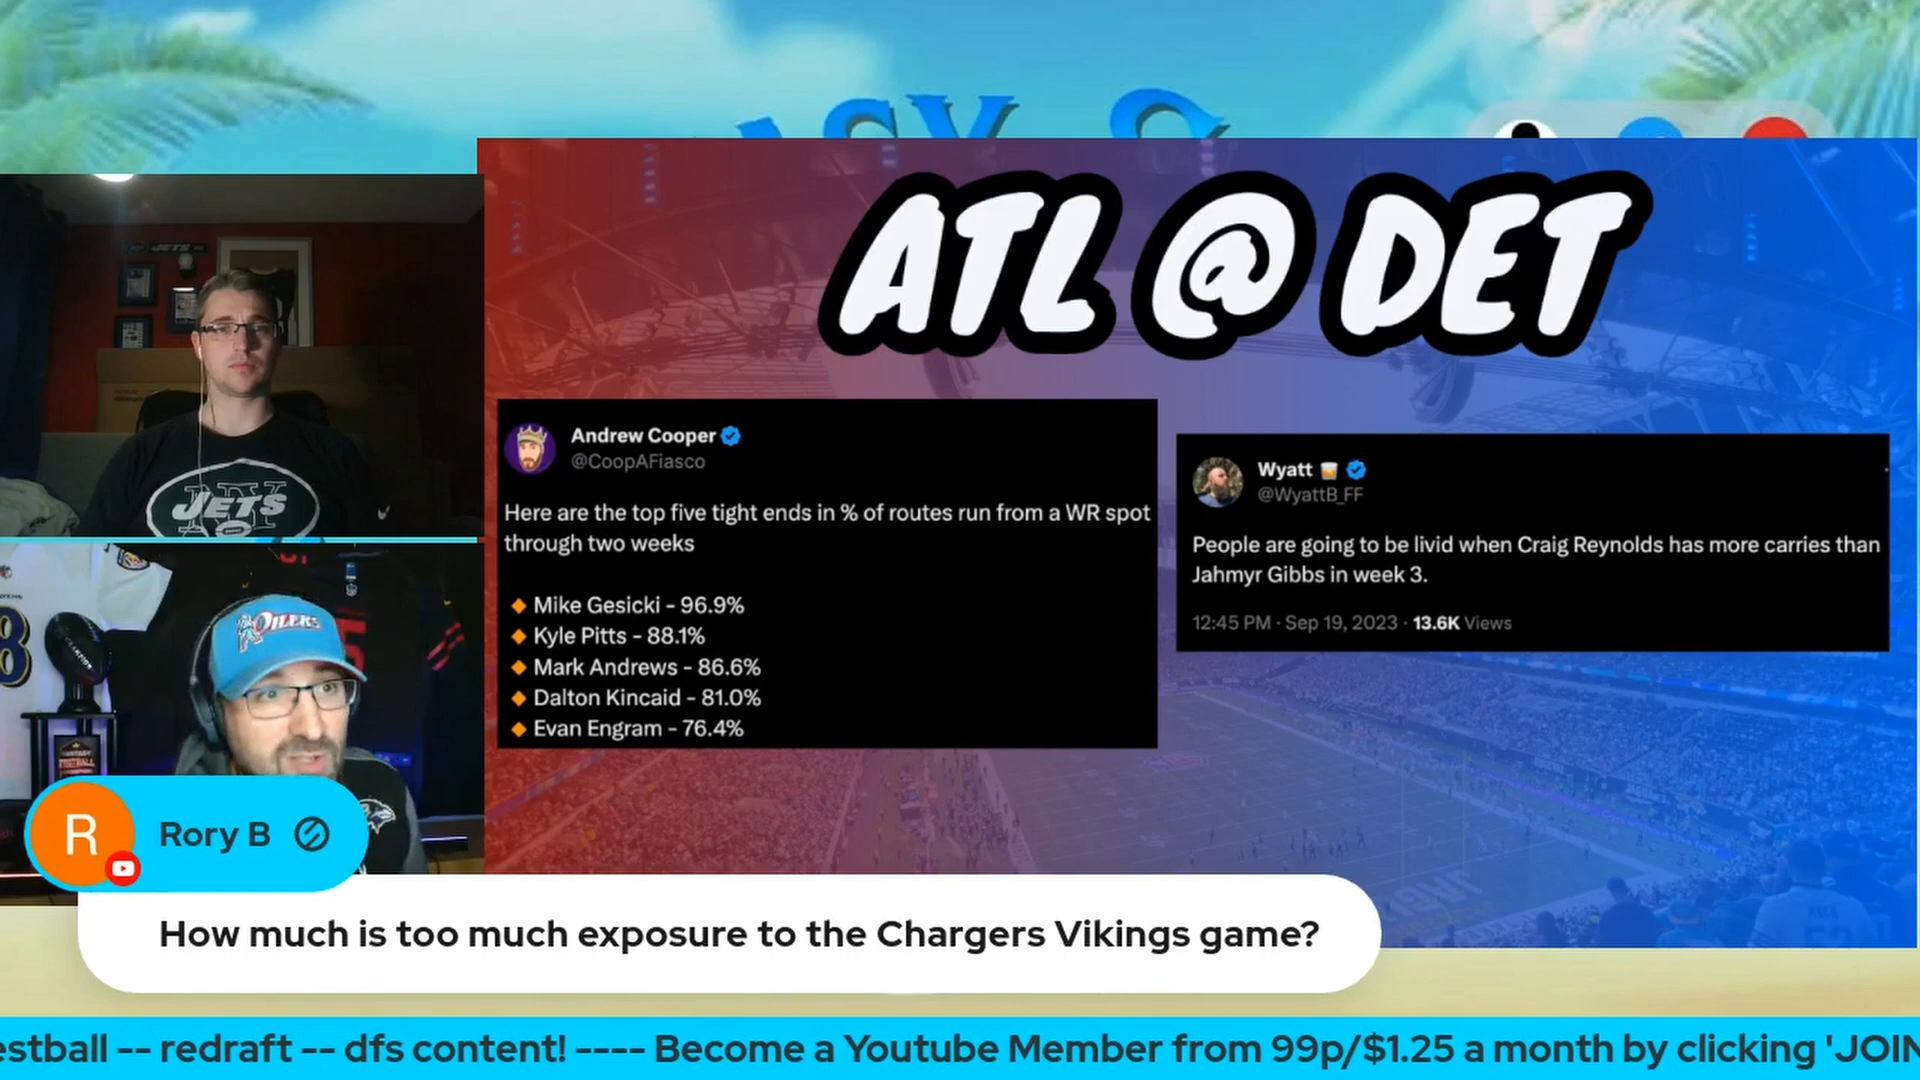 ATL @ DET
JETS
JETS
OILERS
Andrew Cooper
@CoopAFiasco
Here are the top five tight ends in % of routes run from a WR spot
through two weeks
Mike Gesicki - 96.9%
Kyle Pitts - 88.1%
Mark Andrews - 86.6%
Dalton Kincaid - 81.0%
Evan Engram - 76.4%
Wyatt
@WyattB_FF
People are going to be livid when Craig Reynolds has more carries than
Jahmyr Gibbs in week 3.
12:45 PM · Sep 19, 2023 · 13.6K Views
FANTASY
FOOTBALL
R
Rory B
How much is too much exposure to the Chargers Vikings game?
estball -- redraft -- dfs content! ---- Become a Youtube Member from 99p/$1.25 a month by clicking 'JOIN